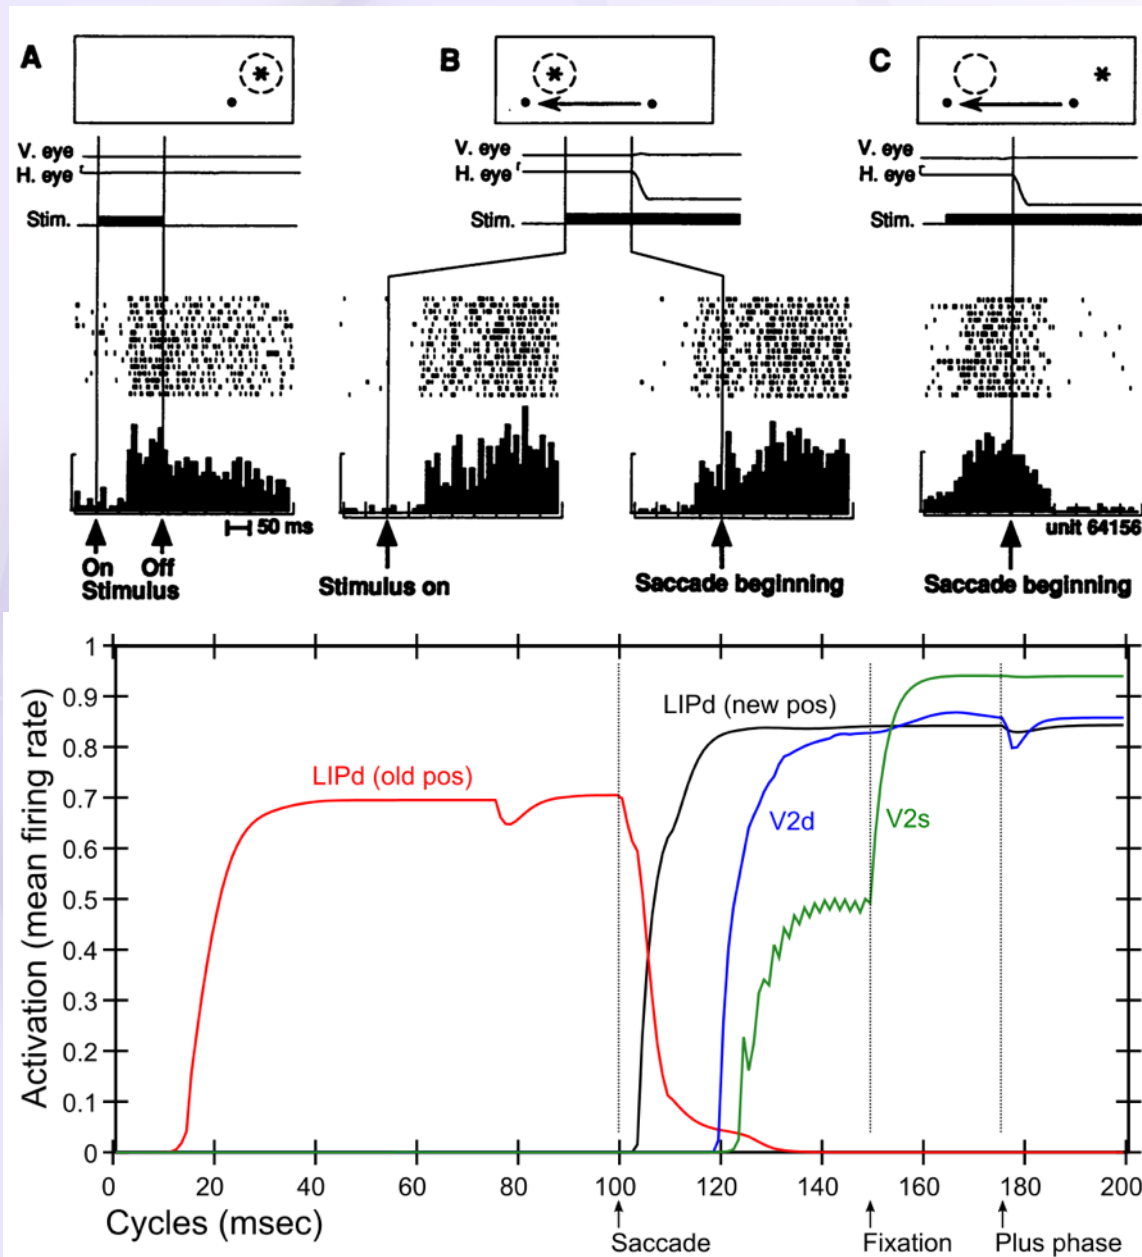 A
B
C
V. eye
H. eye
Stim.
V. eye
H. eye
Stim.
V. eye
H. eye
Stim.
50 ms
On Off
Stimulus
Stimulus on
Saccade beginning
unit 64156
Saccade beginning
1
0.9
0.8
0.7
0.6
0.5
0.4
0.3
0.2
0.1
0
Activation (mean firing rate)
LIPd (old pos)
LIPd (new pos)
V2d
V2s
0 20 40 60 80 100 120 140 160 180 200
Cycles (msec)
Saccade
Fixation
Plus phase